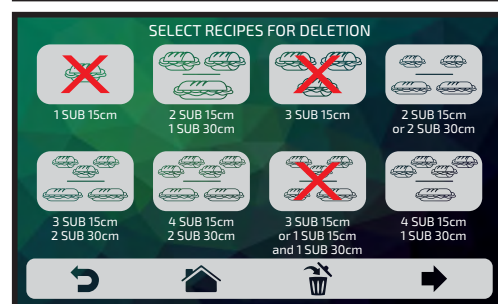 SELECT RECIPES FOR DELETION
1 SUB 15cm
2 SUB 15cm
1 SUB 30cm
3 SUB 15cm
2 SUB 15cm
or 2 SUB 30cm
3 SUB 15cm
2 SUB 30cm
4 SUB 15cm
2 SUB 30cm
3 SUB 15cm
or 1 SUB 15cm
and 1 SUB 30cm
4 SUB 15cm
1 SUB 30cm